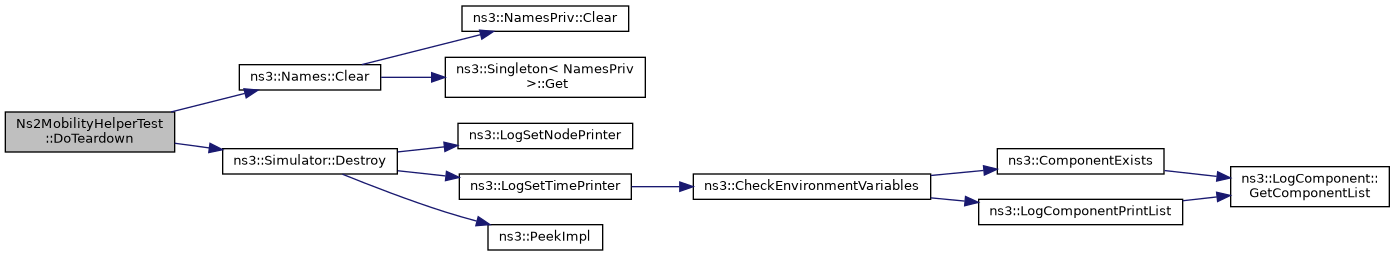 Ns2MobilityHelperTest
::DoTeardown
ns3::Names::Clear
ns3::NamesPriv::Clear
ns3::Singleton< NamesPriv
>::Get
ns3::Simulator::Destroy
ns3::LogSetNodePrinter
ns3::LogSetTimePrinter
ns3::PeekImpl
ns3::CheckEnvironmentVariables
ns3::ComponentExists
ns3::LogComponentPrintList
ns3::LogComponent::
GetComponentList